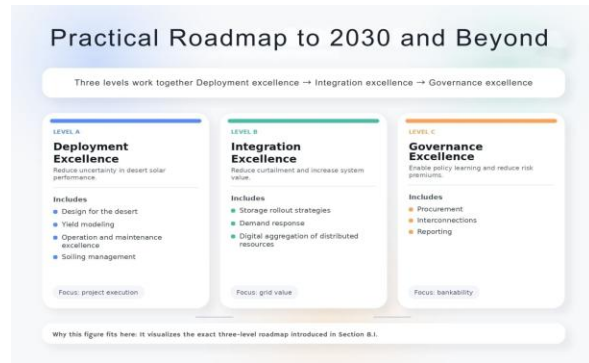 Practical Roadmap to 2030 and Beyond
Three levels work together Deployment excellence → Integration excellence → Governance excellence
LEVEL A
Deployment
Excellence
Reduce uncertainty in desert solar
performance.
Includes
Design for the desert
Yield modeling
Operation and maintenance
excellence
Soiling management
Focus: project execution
LEVEL B
Integration
Excellence
Reduce curtailment and increase system
value.
Includes
Storage rollout strategies
Demand response
Digital aggregation of distributed
resources
Focus: grid value
LEVEL C
Governance
Excellence
Enable policy learning and reduce risk
premiums.
Includes
Procurement
Interconnections
Reporting
Focus: bankability
Why this figure fits here: It visualizes the exact three-level roadmap introduced in Section 8.I.